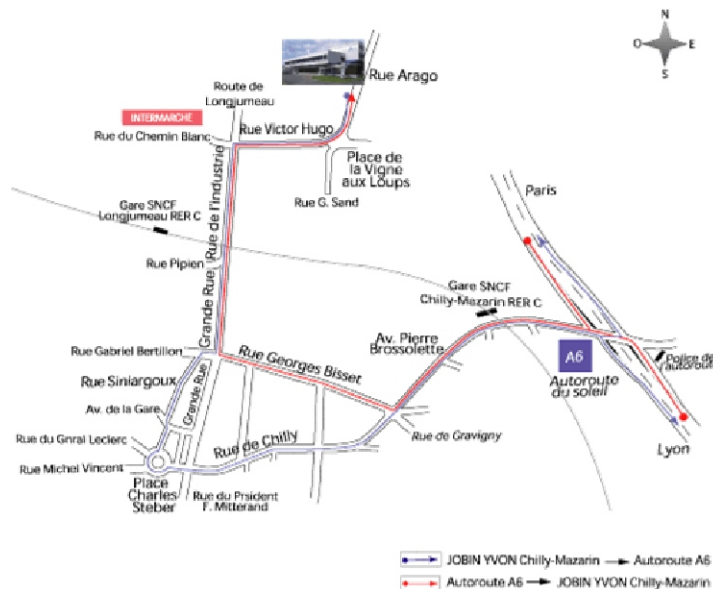 N
O E
S
Rue Arago
Route de
Longjumeau
INTERMARCHE
Rue du Chemin Blanc
Rue Victor Hugo
Place de
la Vigne
aux Loups
Rue G. Sand
Rue de l'industrie
Grande Rue
Gare SNCF
Longjumeau RER C
Rue Pipien
Paris
Gare SNCF
Chilly-Mazarin RER C
Av. Pierre
Brossolette
Police de
l'autoroute
A6
Autoroute
du soleil
Lyon
Rue Gabriel Bertillon
Rue Georges Bisset
Rue Siniargoux
Grande Rue
Av. de la Gare
Rue du Gnral Leclerc
Rue de Chilly
Rue de Gravigny
Rue Michel Vincent
Place
Charles
Steber
Rue du Prsident
F. Mitterand
JOBIN YVON Chilly-Mazarin Autoroute A6
Autoroute A6 JOBIN YVON Chilly-Mazarin